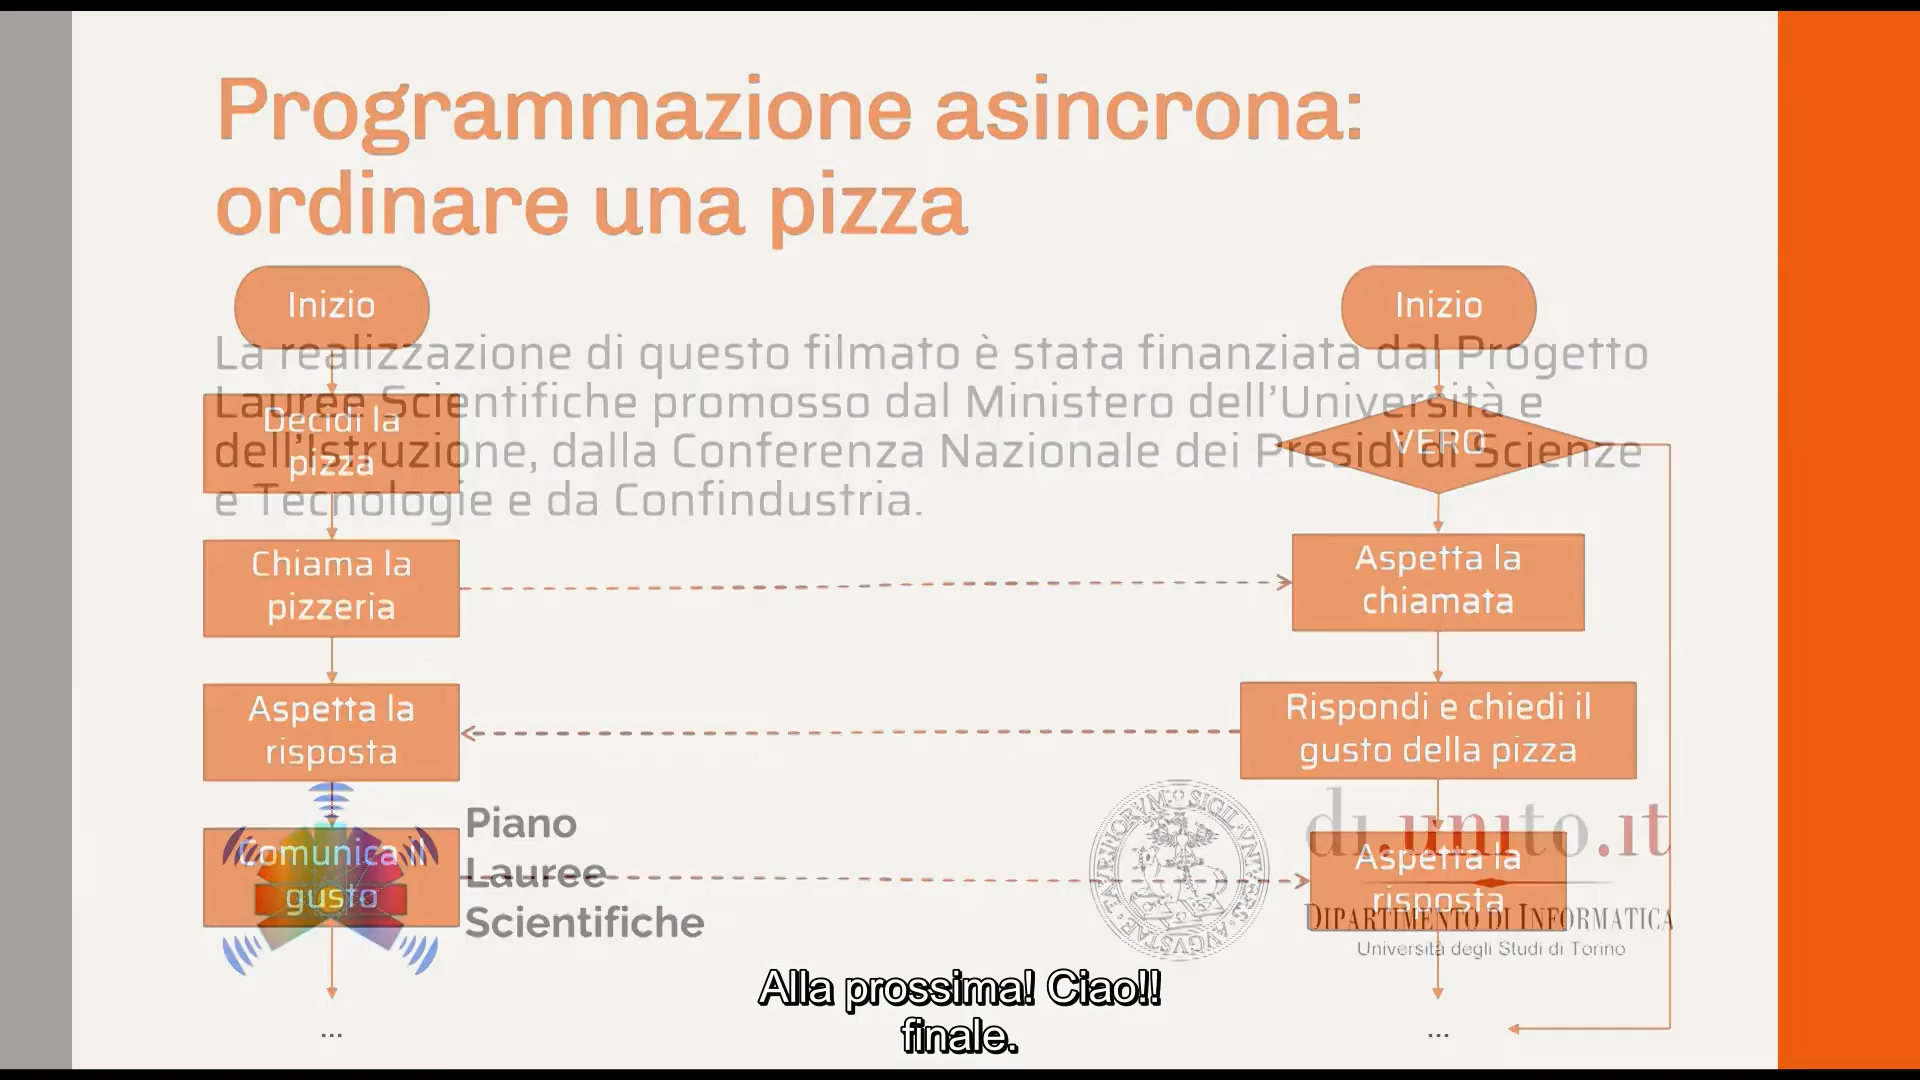 Programmazione asincrona:
ordinare una pizza
Inizio
Inizio
La realizzazione di questo filmato è stata finanziata dal Progetto
Lauree Scientifiche promosso dal Ministero dell'Università e
dell'Istruzione, dalla Conferenza Nazionale dei Presidi di Scienze
e Tecnologie e da Confindustria.
Decidi la
pizza
VERO
Chiama la
pizzeria
Aspetta la
chiamata
Aspetta la
risposta
Rispondi e chiedi il
gusto della pizza
Comunica il
gusto
Piano
Lauree
Scientifiche
di.unito.it
Aspetta la
risposta
DIPARTIMENTO DI INFORMATICA
Università degli Studi di Torino
Alla prossima! Ciao!!
finale.
...
...